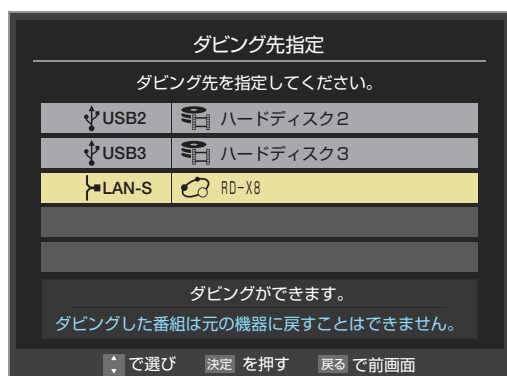 ダビング先指定
ダビング先を指定してください。
USB2 ハードディスク2
USB3 ハードディスク3
LAN-S RD-X8
ダビングができます。
ダビングした番組は元の機器に戻すことはできません。
で選び 決定 を押す 戻る で前画面